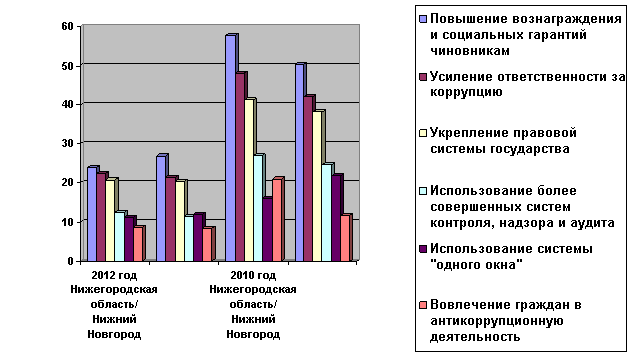 60
50
40
30
20
10
0
2012 год
Нижегородская
область/
Нижний
Новгород
2010 год
Нижегородская
область/
Нижний
Новгород
Повышение вознаграждения
и социальных гарантий
чиновникам
Усиление ответственности за
коррупцию
Укрепление правовой
системы государства
Использование более
совершенных систем
контроля, надзора и аудита
Использование системы
"одного окна"
Вовлечение граждан в
антикоррупционную
деятельность